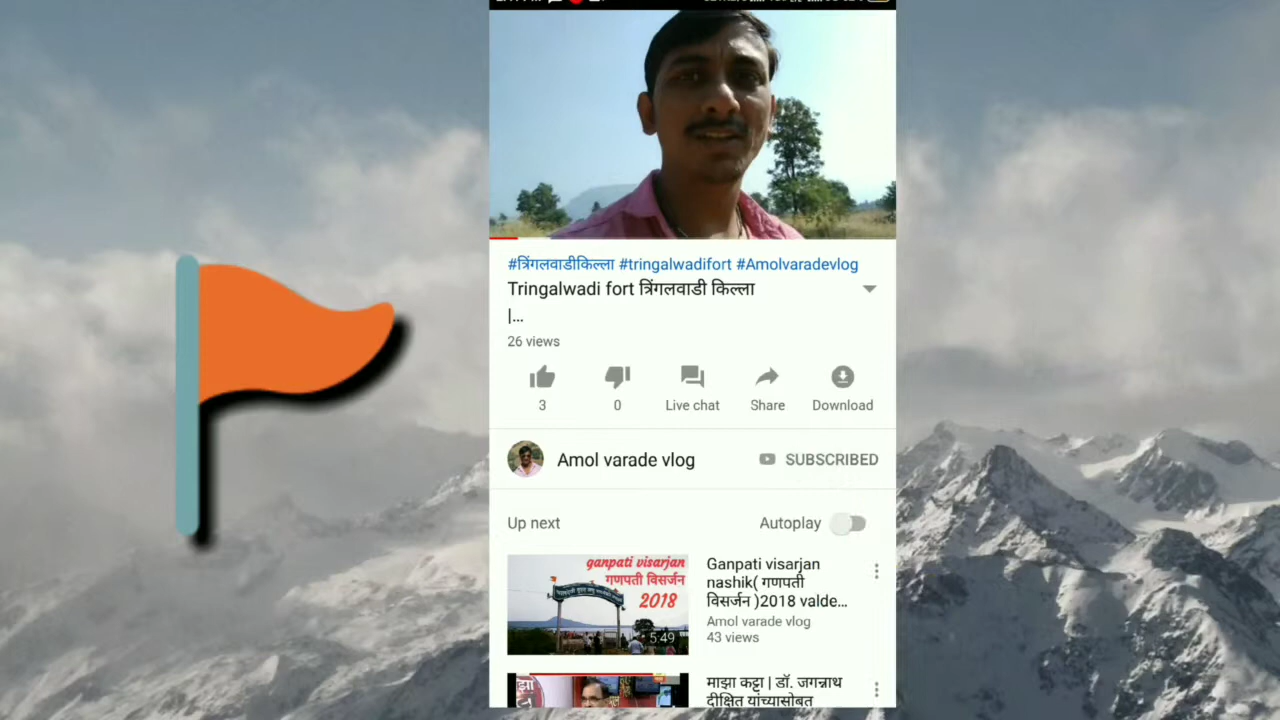 #त्रिंगलवाडीकिल्ला #tringalwadifort #Amolvaradevlog
Tringalwadi fort त्रिंगलवाडी किल्ला
|...
26 views
3
0
Live chat
Share
Download
Amol varade vlog
SUBSCRIBED
Up next
Autoplay
ganpati visarjan
गणपती विसर्जन
2018
5:49
Ganpati visarjan
nashik( गणपती
विसर्जन )2018 valde...
Amol varade vlog
43 views
माझा कट्टा | डॉ. जगन्नाथ
दीक्षित यांच्यासोबत